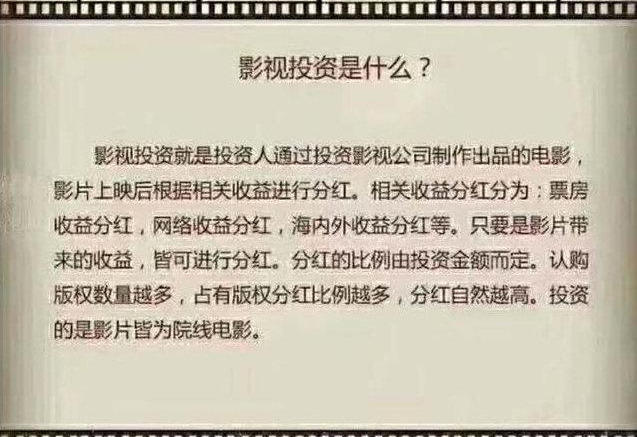 影视投资是什么？
影视投资就是投资人通过投资影视公司制作出品的电影，
影片上映后根据相关收益进行分红。相关收益分红分为：票房
收益分红，网络收益分红，海内外收益分红等。只要是影片带
来的收益，皆可进行分红。分红的比例由投资金额而定。认购
版权数量越多，占有版权分红比例越多，分红自然越高。投资
的是影片皆为院线电影。